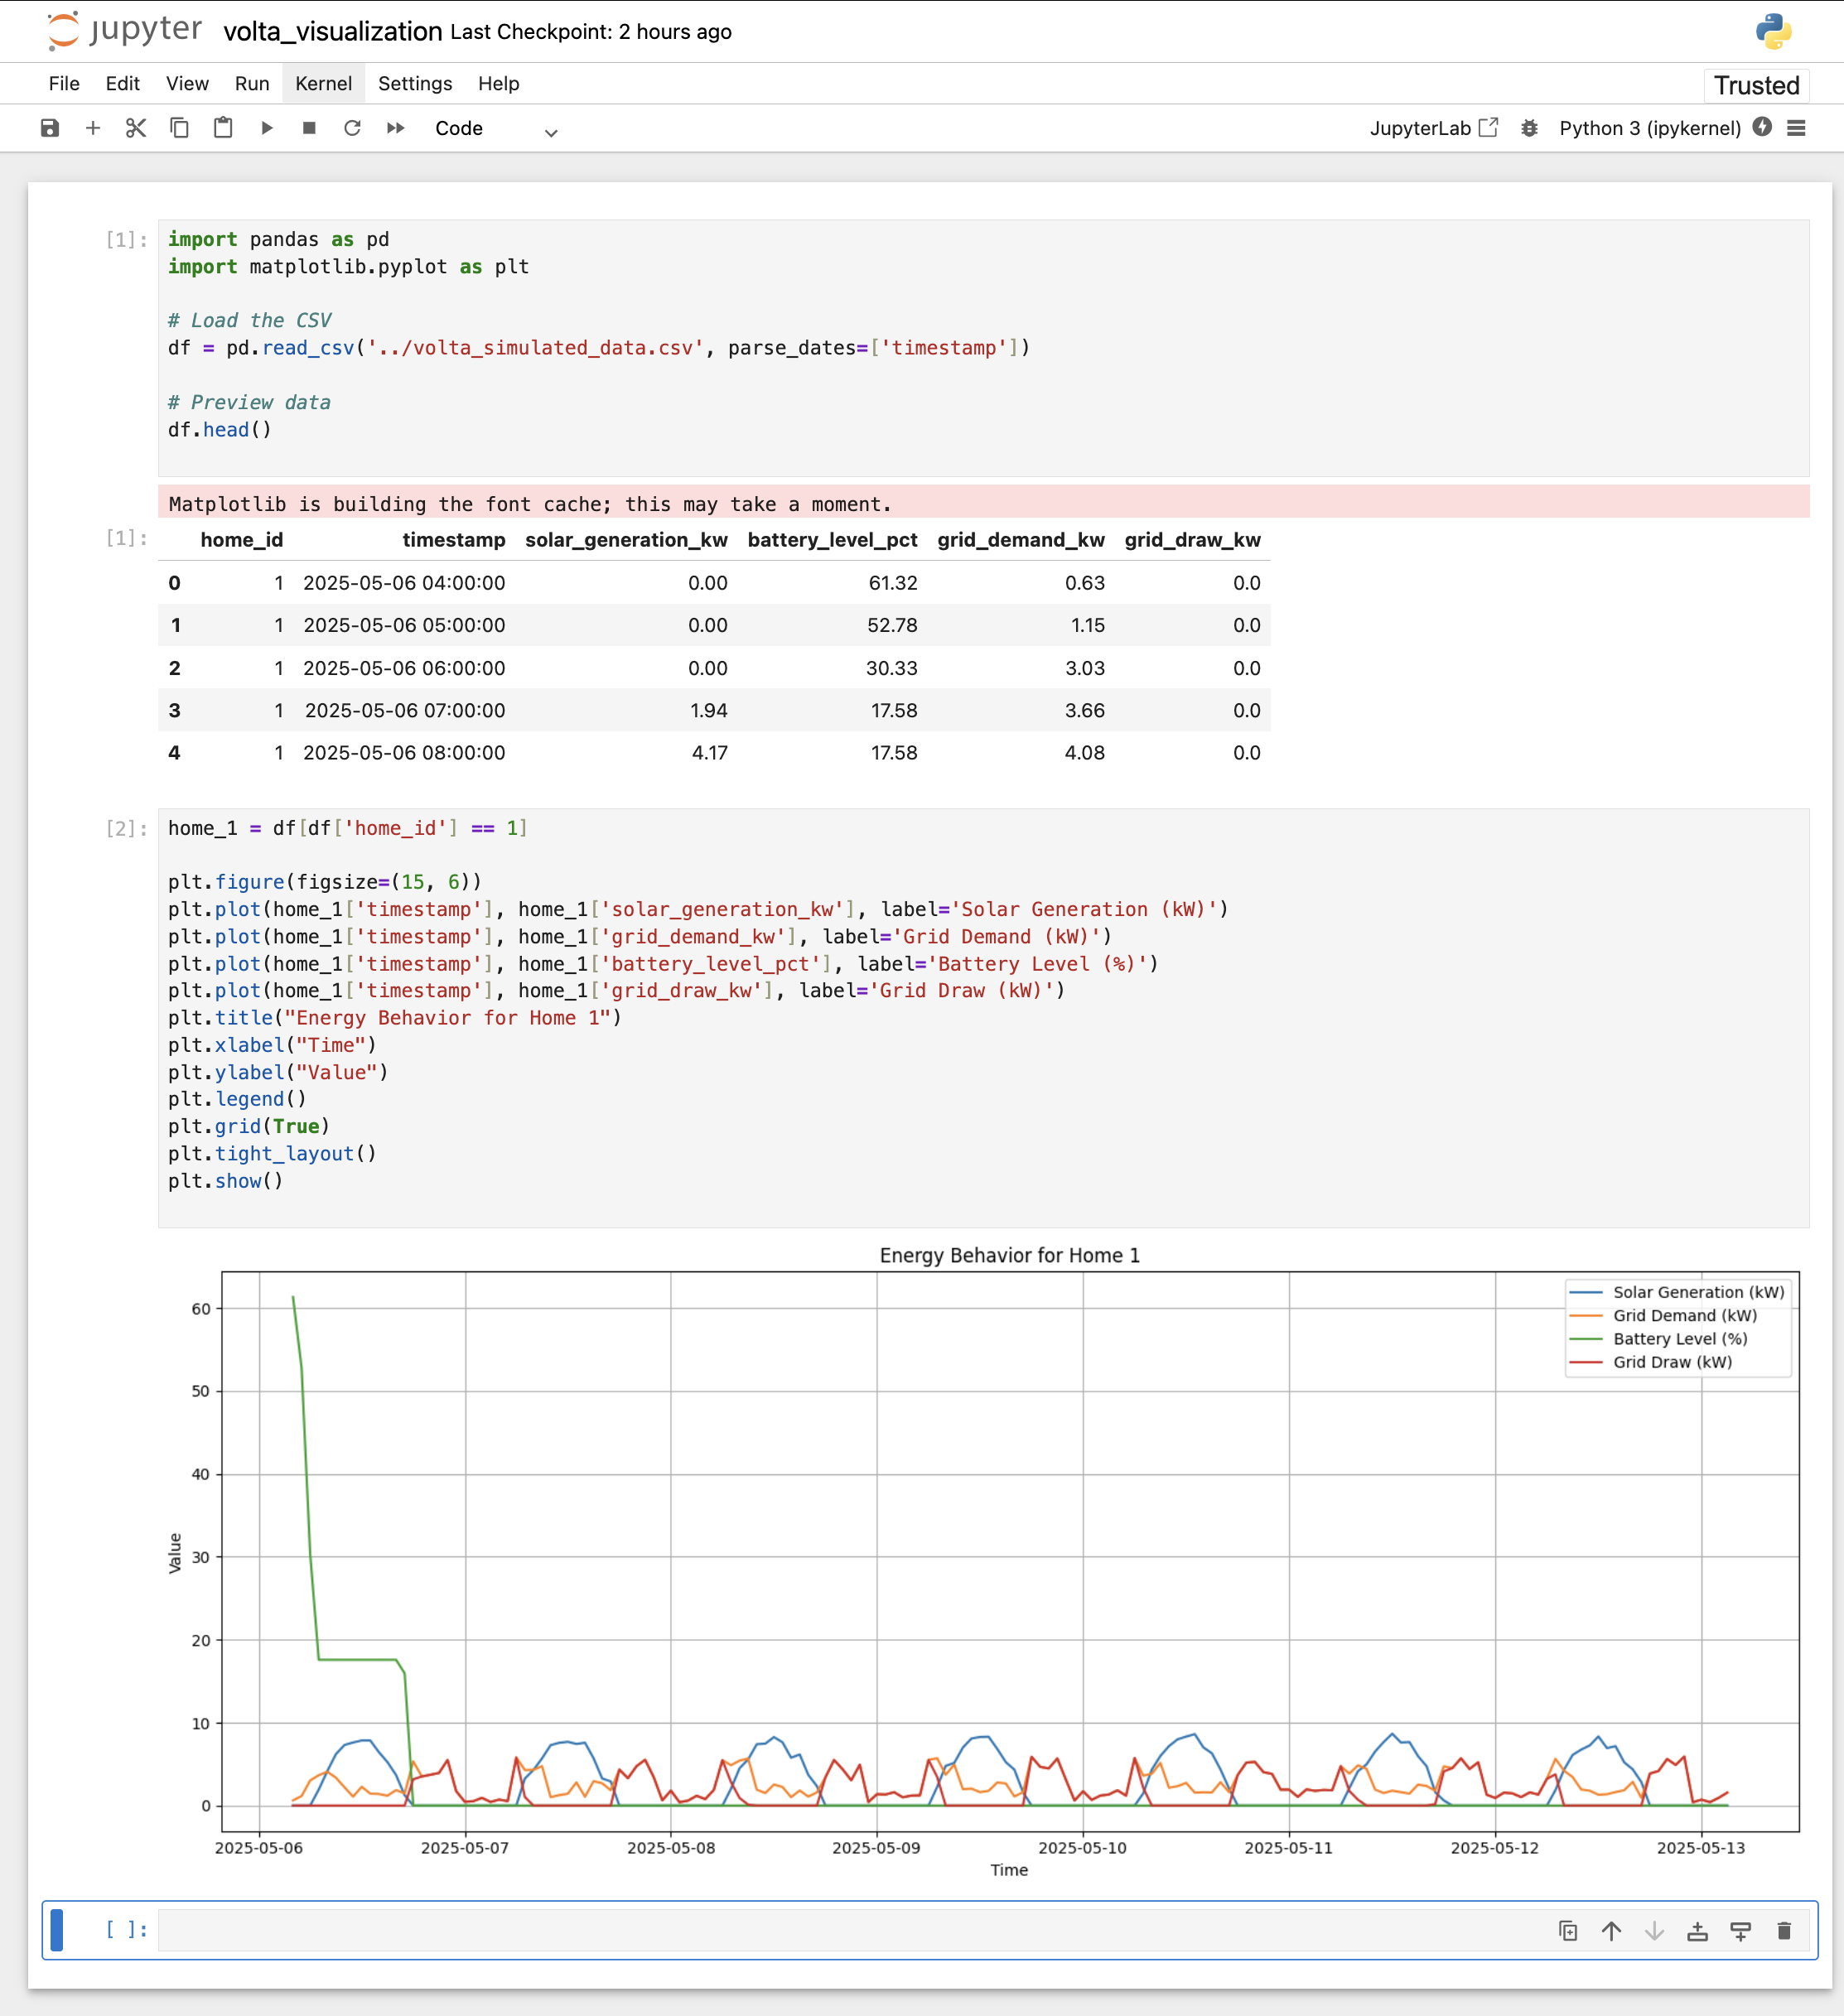 jupyter volta_visualization Last Checkpoint: 2 hours ago
File Edit View Run Kernel Settings Help Trusted
Code JupyterLab Python 3 (ipykernel)
[1]: import pandas as pd
import matplotlib.pyplot as plt
# Load the CSV
df = pd.read_csv('../volta_simulated_data.csv', parse_dates=['timestamp'])
# Preview data
df.head()
Matplotlib is building the font cache; this may take a moment.
[1]: home_id timestamp solar_generation_kw battery_level_pct grid_demand_kw grid_draw_kw
0 1 2025-05-06 04:00:00 0.00 61.32 0.63 0.0
1 1 2025-05-06 05:00:00 0.00 52.78 1.15 0.0
2 1 2025-05-06 06:00:00 0.00 30.33 3.03 0.0
3 1 2025-05-06 07:00:00 1.94 17.58 3.66 0.0
4 1 2025-05-06 08:00:00 4.17 17.58 4.08 0.0
[2]: home_1 = df[df['home_id'] == 1]
plt.figure(figsize=(15, 6))
plt.plot(home_1['timestamp'], home_1['solar_generation_kw'], label='Solar Generation (kW)')
plt.plot(home_1['timestamp'], home_1['grid_demand_kw'], label='Grid Demand (kW)')
plt.plot(home_1['timestamp'], home_1['battery_level_pct'], label='Battery Level (%)')
plt.plot(home_1['timestamp'], home_1['grid_draw_kw'], label='Grid Draw (kW)')
plt.title("Energy Behavior for Home 1")
plt.xlabel("Time")
plt.ylabel("Value")
plt.legend()
plt.grid(True)
plt.tight_layout()
plt.show()
Energy Behavior for Home 1
Solar Generation (kW)
Grid Demand (kW)
Battery Level (%)
Grid Draw (kW)
60
50
40
30
20
10
0
Value
2025-05-06 2025-05-07 2025-05-08 2025-05-09 2025-05-10 2025-05-11 2025-05-12 2025-05-13
Time
[ ]: